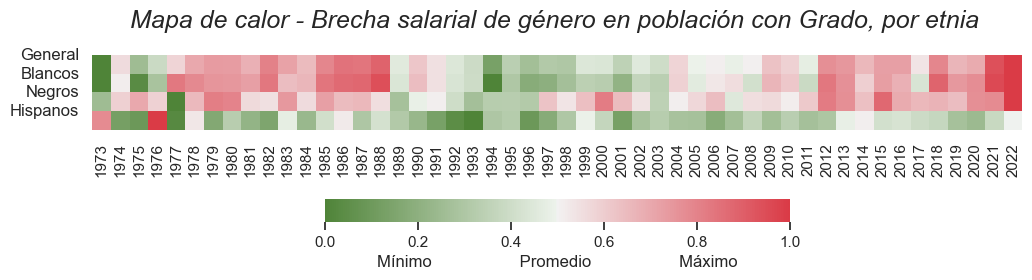 Mapa de calor - Brecha salarial de género en población con Grado, por etnia
General
Blancos
Negros
Hispanos
1973 1974 1975 1976 1977 1978 1979 1980 1981 1982 1983 1984 1985 1986 1987 1988 1989 1990 1991 1992 1993 1994 1995 1996 1997 1998 1999 2000 2001 2002 2003 2004 2005 2006 2007 2008 2009 2010 2011 2012 2013 2014 2015 2016 2017 2018 2019 2020 2021 2022
0.0 0.2 0.4 0.6 0.8 1.0
Mínimo Promedio Máximo